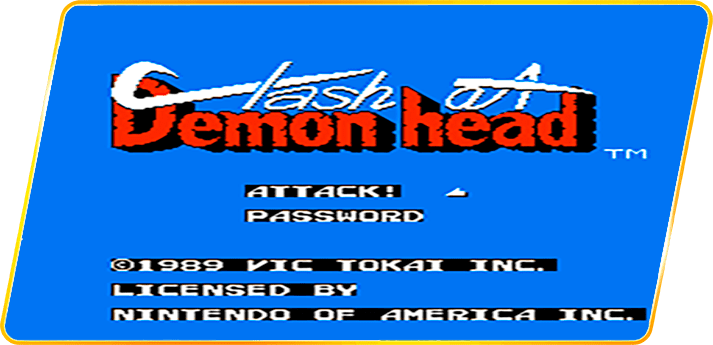 Clash at
Demon head
TM
ATTACK!
PASSWORD
©1989 VIC TOKAI INC.
LICENSED BY
NINTENDO OF AMERICA INC.